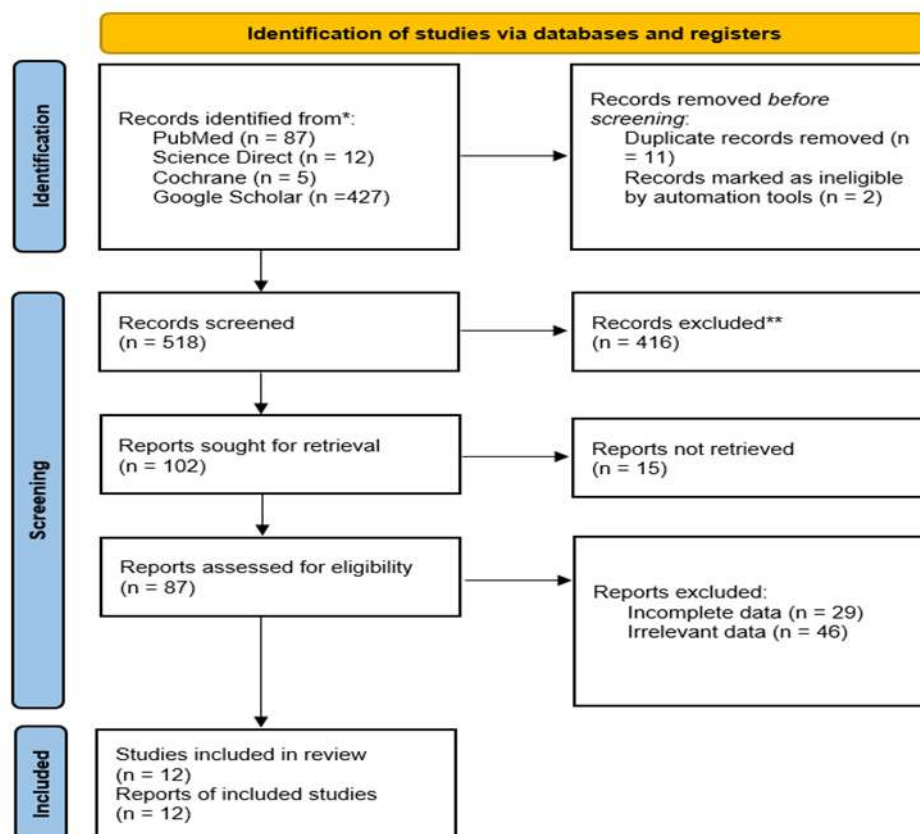 Identification of studies via databases and registers
Identification
Records identified from*:
PubMed (n = 87)
Science Direct (n = 12)
Cochrane (n = 5)
Google Scholar (n =427)
Records removed before
screening:
Duplicate records removed (n
= 11)
Records marked as ineligible
by automation tools (n = 2)
Screening
Records screened
(n = 518)
Records excluded**
(n = 416)
Reports sought for retrieval
(n = 102)
Reports not retrieved
(n = 15)
Reports assessed for eligibility
(n = 87)
Reports excluded:
Incomplete data (n = 29)
Irrelevant data (n = 46)
Included
Studies included in review
(n = 12)
Reports of included studies
(n = 12)